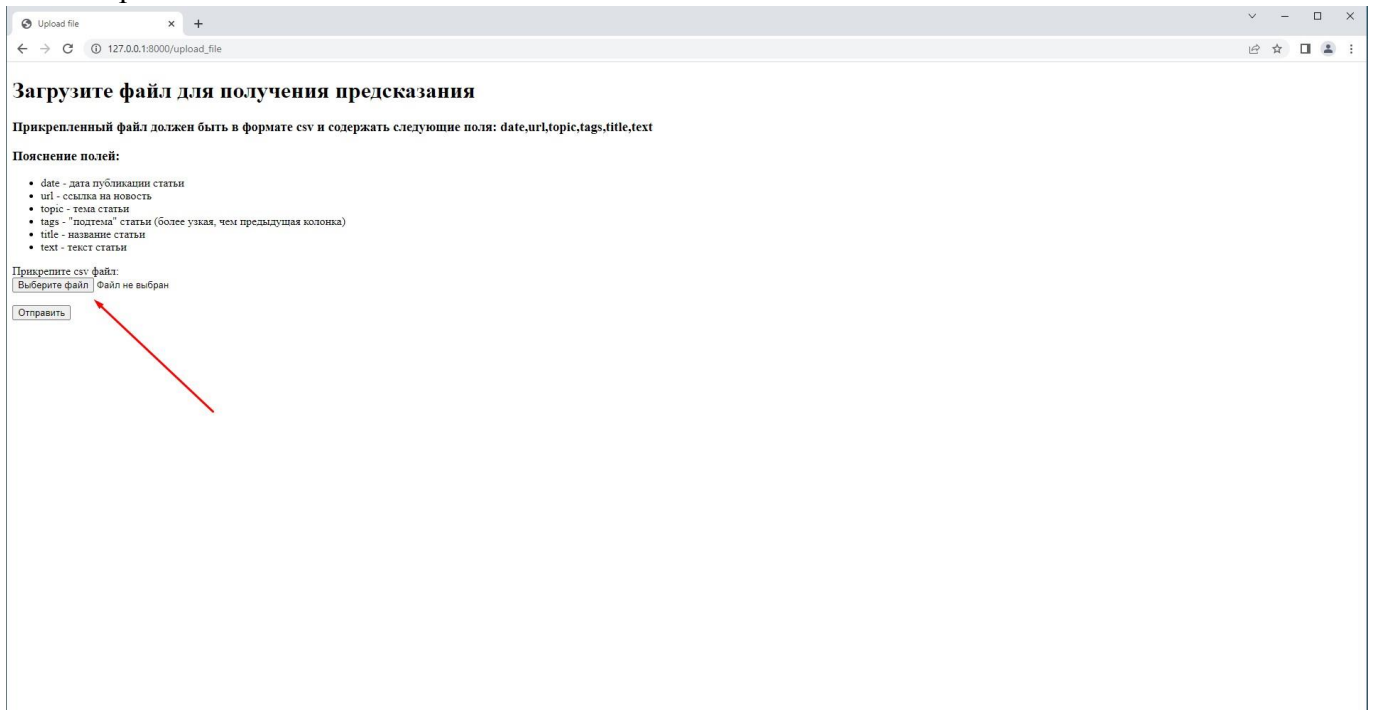 Upload file
127.0.0.1:8000/upload_file
Загрузите файл для получения предсказания
Прикрепленный файл должен быть в формате csv и содержать следующие поля: date,url,topic,tags,title,text
Пояснение полей:
date - дата публикации статьи
url - ссылка на новость
topic - тема статьи
tags - "подтема" статьи (более узкая, чем предыдущая колонка)
title - название статьи
text - текст статьи
Прикрепите csv файл:
Выберите файл Файл не выбран
Отправить